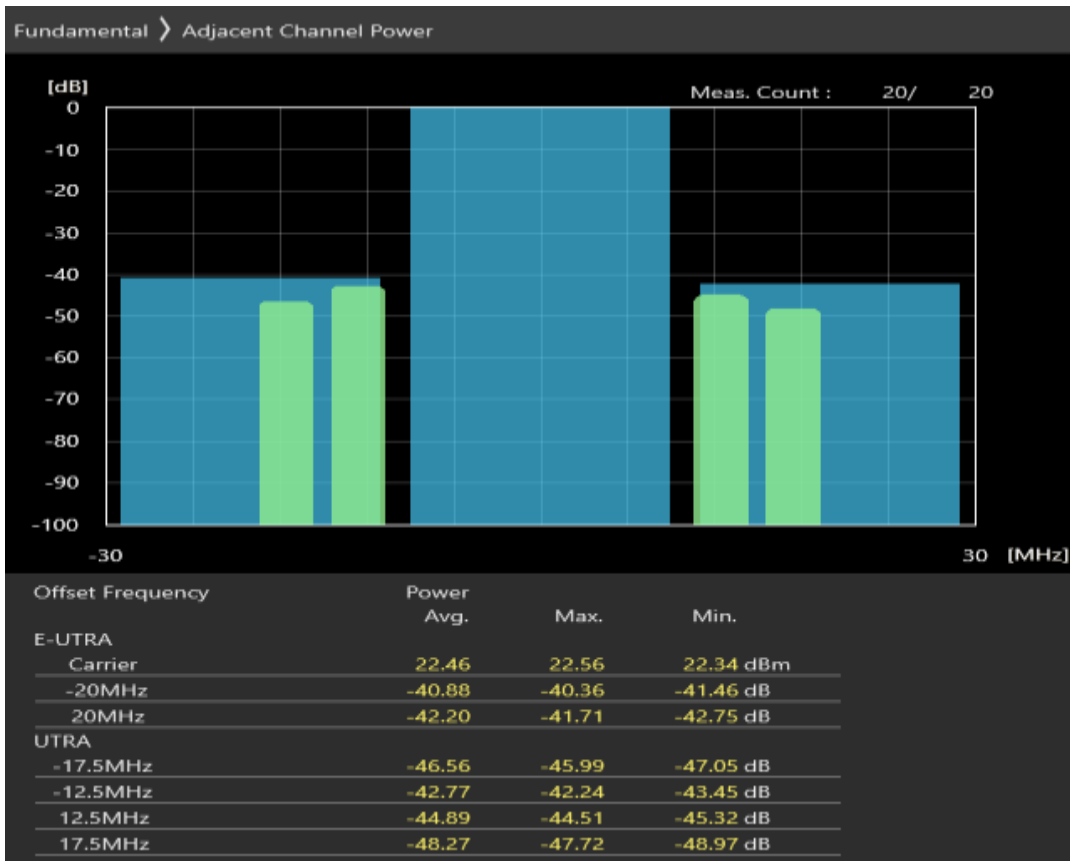 Fundamental 》 Adjacent Channel Power
[dB] Meas. Count : 20/ 20
0
-10
-20
-30
-40
-50
-60
-70
-80
-90
-100
-30 30 [MHz]
Offset Frequency Power
Avg. Max. Min.
E-UTRA
Carrier 22.46 22.56 22.34 dBm
-20MHz -40.88 -40.36 -41.46 dB
20MHz -42.20 -41.71 -42.75 dB
UTRA
-17.5MHz -46.56 -45.99 -47.05 dB
-12.5MHz -42.77 -42.24 -43.45 dB
12.5MHz -44.89 -44.51 -45.32 dB
17.5MHz -48.27 -47.72 -48.97 dB